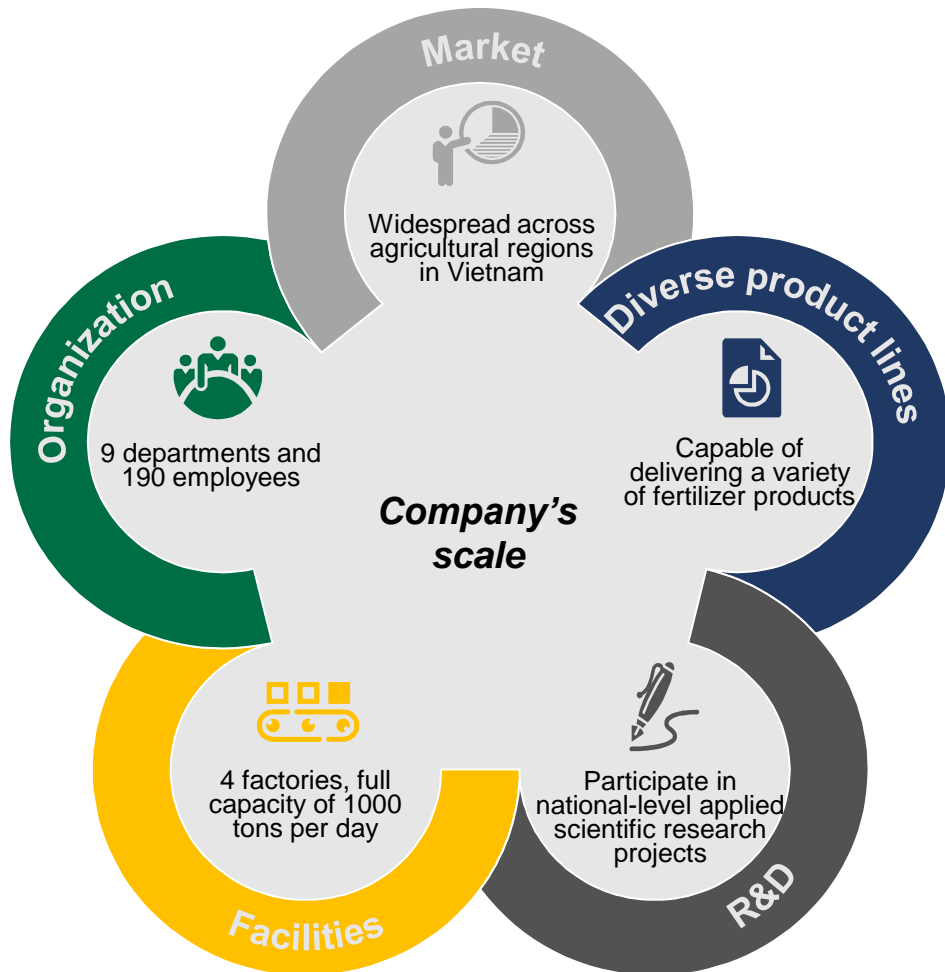 Market
Widespread across
agricultural regions
in Vietnam
Diverse product lines
Capable of
delivering a variety
of fertilizer products
Organization
9 departments and
190 employees
Company’s
scale
4 factories, full
capacity of 1000
tons per day
Facilities
Participate in
national-level applied
scientific research
projects
R&D